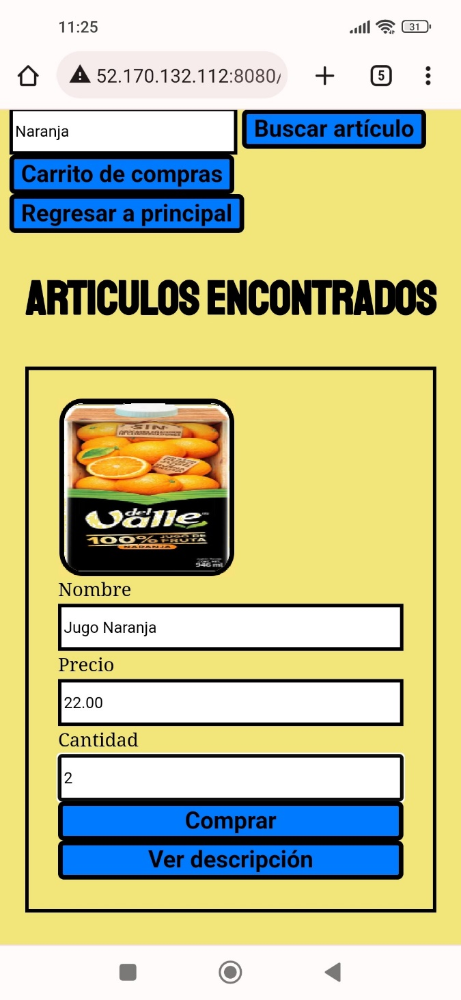 11:25
31
52.170.132.112:8080/
5
Naranja
Buscar artículo
Carrito de compras
Regresar a principal
ARTICULOS ENCONTRADOS
SIN
del
Valle
100% JUGO DE
FRUTA
NARANJA
946 ml
Nombre
Jugo Naranja
Precio
22.00
Cantidad
2
Comprar
Ver descripción